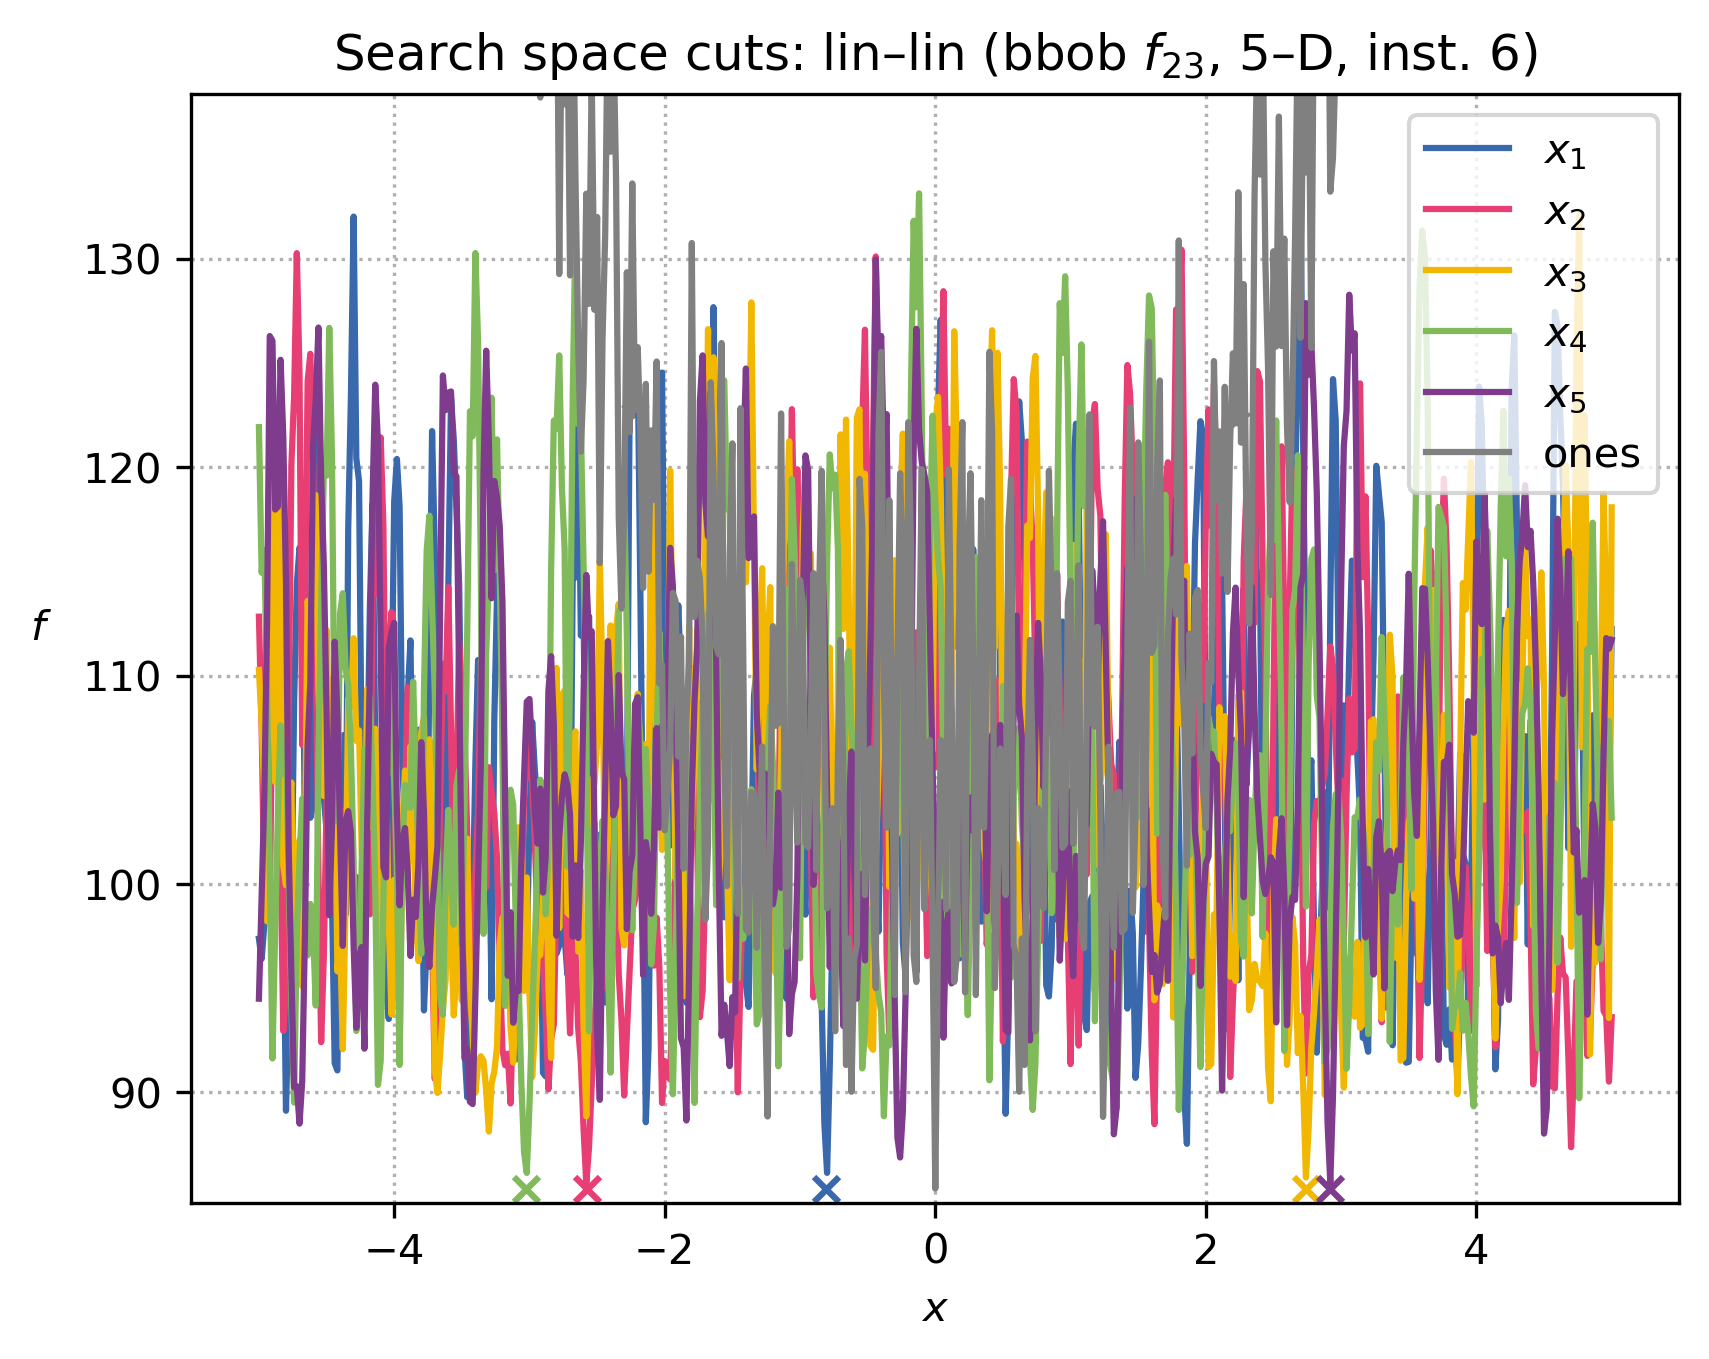 Search space cuts: lin–lin (bbob f₂₃, 5–D, inst. 6)
x₁
x₂
x₃
x₄
x₅
ones
130
120
110
100
90
f
−4
−2
0
2
4
x